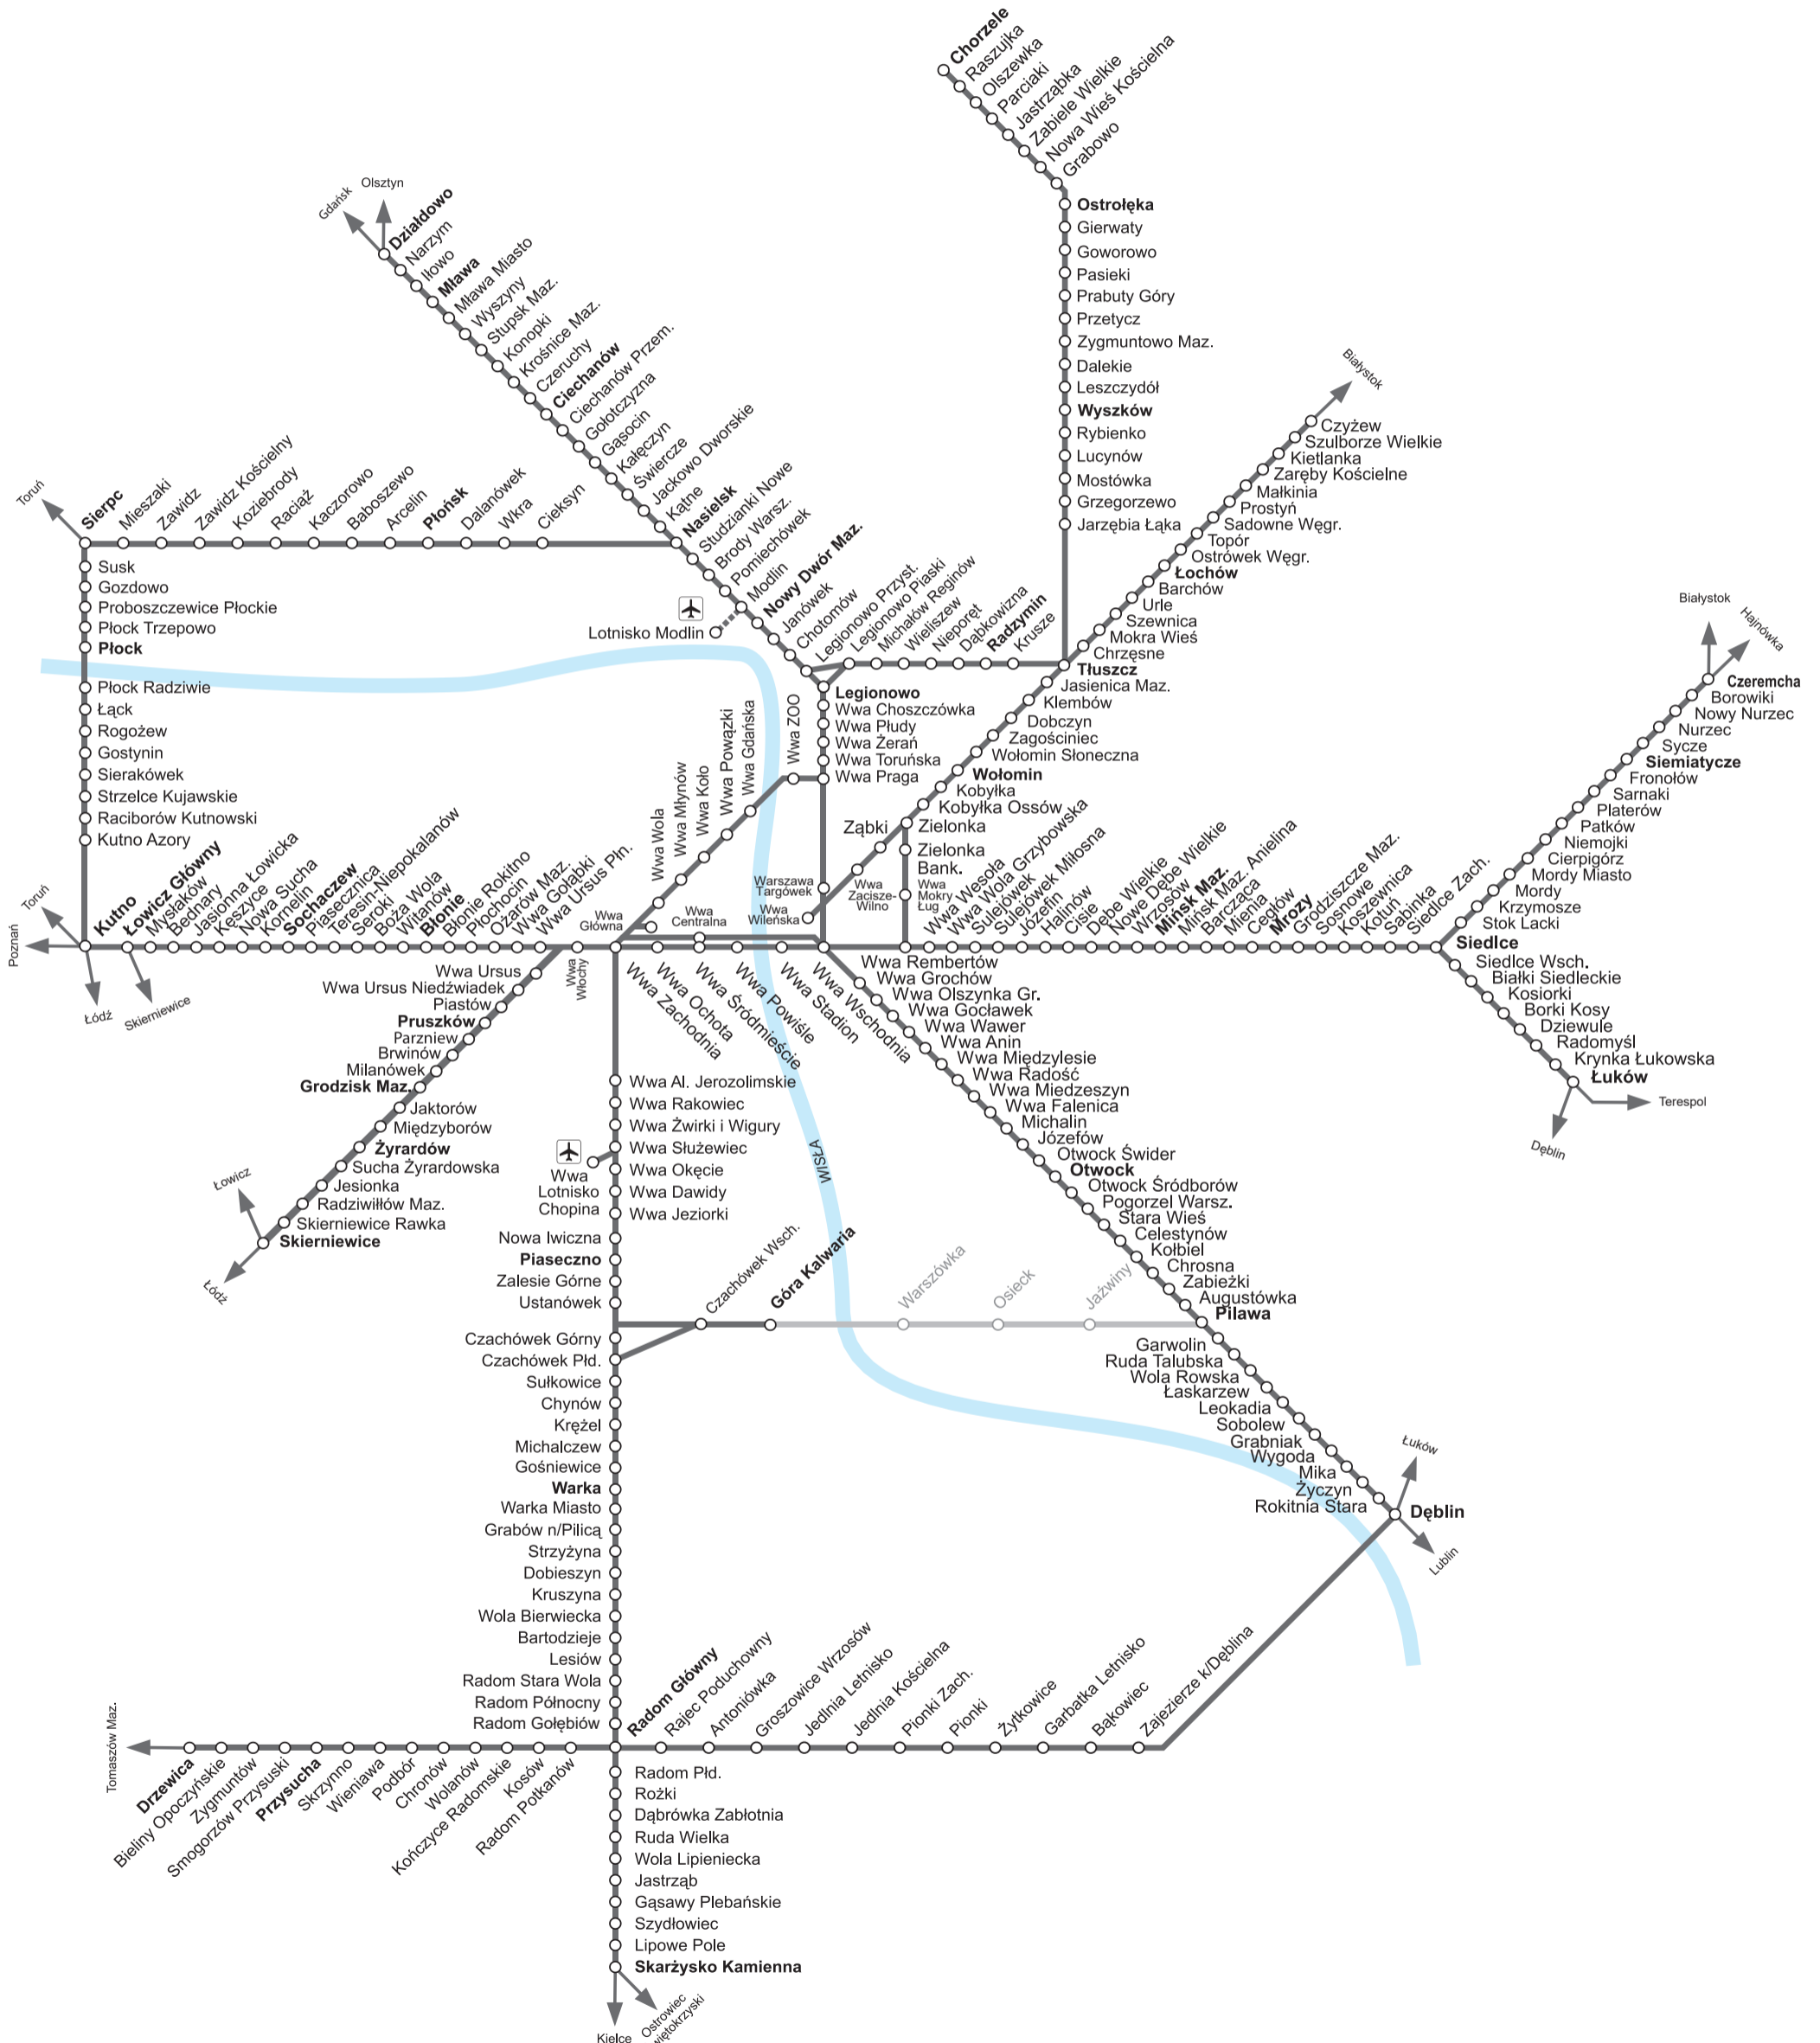 Chorzele
Raszujka
Olszewka
Parciaki
Jastrząbka
Zabiele Wielkie
Nowa Wieś Kościelna
Grabowo
Ostrołęka
Gierwaty
Goworowo
Pasieki
Prabuty Góry
Przetycz
Zygmuntowo Maz.
Dalekie
Leszczydół
Wyszków
Rybienko
Lucynów
Mostówka
Grzegorzewo
Jarzębia Łąka
Gdańsk
Olsztyn
Działdowo
Narzym
Iłowo
Mława
Mława Miasto
Wyszyny
Stupsk Maz.
Konopki
Krośnice Maz.
Czeruchy
Ciechanów
Ciechanów Przem.
Gołotczyzna
Gąsocin
Kałęczyn
Świercze
Jackowo Dworskie
Kątne
Nasielsk
Studzianki Nowe
Brody Warsz.
Pomiechówek
Modlin
Lotnisko Modlin
Nowy Dwór Maz.
Janówek
Chotomów
Legionowo Przyst.
Legionowo Piaski
Michałów Reginów
Wieliszew
Nieporęt
Dąbkowizna
Radzymin
Krusze
Toruń
Sierpc
Mieszaki
Zawidz
Zawidz Kościelny
Koziebrody
Raciąż
Kaczorowo
Baboszewo
Arcelin
Płońsk
Dalanówek
Wkra
Cieksyn
Susk
Gozdowo
Proboszczewice Płockie
Płock Trzepowo
Płock
Płock Radziwie
Łąck
Rogożew
Gostynin
Sierakówek
Strzelce Kujawskie
Raciborów Kutnowski
Kutno Azory
Białystok
Czyżew
Szulborze Wielkie
Kietlanka
Zaręby Kościelne
Małkinia
Prostyń
Sadowne Węgr.
Topór
Ostrówek Węgr.
Łochów
Barchów
Urle
Szewnica
Mokra Wieś
Chrzęsne
Tłuszcz
Jasienica Maz.
Klembów
Dobczyn
Zagościniec
Wołomin Słoneczna
Wołomin
Kobyłka
Kobyłka Ossów
Zielonka
Ząbki
Zielonka
Bank.
Wwa
Zacisze-
Wilno
Wwa
Mokry
Ług
Wwa
Wileńska
Warszawa
Targówek
Legionowo
Wwa Choszczówka
Wwa Płudy
Wwa Żerań
Wwa Toruńska
Wwa Praga
Wwa ZOO
Wwa Gdańska
Wwa Powązki
Wwa Koło
Wwa Młynów
Wwa Wola
Wwa
Główna
Wwa
Centralna
Toruń
Poznań
Łódź
Skierniewice
Kutno
Łowicz Główny
Mysłaków
Bednary
Jasionna Łowicka
Kęszyce
Nowa Sucha
Kornelin
Sochaczew
Piasecznica
Teresin-Niepokalanów
Seroki
Boża Wola
Witanów
Błonie
Błonie Rokitno
Płochocin
Ożarów Maz.
Wwa Gołąbki
Wwa Ursus Płn.
Wwa
Włochy
Wwa Zachodnia
Wwa Ochota
Wwa Śródmieście
Wwa Powiśle
Wwa Stadion
Wwa Wschodnia
Wwa Rembertów
Wwa Wesoła
Wwa Wola Grzybowska
Sulejówek
Sulejówek Miłosna
Józefin
Halinów
Cisie
Dębe Wielkie
Nowe Dębe Wielkie
Wrzosów
Mińsk Maz.
Mińsk Maz. Anielina
Barcząca
Mienia
Cegłów
Mrozy
Grodziszcze Maz.
Sosnowe
Koszewnica
Kotuń
Sabinka
Siedlce Zach.
Siedlce
Białystok
Hajnówka
Czeremcha
Borowiki
Nowy Nurzec
Nurzec
Sycze
Siemiatycze
Fronołów
Sarnaki
Platerów
Patków
Niemojki
Cierpigórz
Mordy Miasto
Mordy
Krzymosze
Stok Lacki
Siedlce Wsch.
Białki Siedleckie
Kosiorki
Borki Kosy
Dziewule
Radomyśl
Krynka Łukowska
Łuków
Terespol
Dęblin
Wwa Ursus
Wwa Ursus Niedźwiadek
Piastów
Pruszków
Parzniew
Brwinów
Milanówek
Grodzisk Maz.
Jaktorów
Międzyborów
Żyrardów
Sucha Żyrardowska
Jesionka
Radziwiłłów Maz.
Skierniewice Rawka
Skierniewice
Łowicz
Łódź
Wwa Grochów
Wwa Olszynka Gr.
Wwa Gocławek
Wwa Wawer
Wwa Anin
Wwa Międzylesie
Wwa Radość
Wwa Miedzeszyn
Wwa Falenica
Michalin
Józefów
Otwock Świder
Otwock
Otwock Śródborów
Pogorzel Warsz.
Stara Wieś
Celestynów
Kołbiel
Chrosna
Zabieżki
Augustówka
Pilawa
Garwolin
Ruda Talubska
Wola Rowska
Łaskarzew
Leokadia
Sobolew
Grabniak
Wygoda
Mika
Życzyn
Rokitnia Stara
Dęblin
Łuków
Lublin
WISŁA
Wwa Al. Jerozolimskie
Wwa Rakowiec
Wwa Żwirki i Wigury
Wwa Służewiec
Wwa
Lotnisko
Chopina
Wwa Okęcie
Wwa Dawidy
Wwa Jeziorki
Nowa Iwiczna
Piaseczno
Zalesie Górne
Ustanówek
Czachówek Wsch.
Góra Kalwaria
Warszówka
Osieck
Jaźwiny
Czachówek Górny
Czachówek Płd.
Sułkowice
Chynów
Krężel
Michalczew
Gośniewice
Warka
Warka Miasto
Grabów n/Pilicą
Strzyżyna
Dobieszyn
Kruszyna
Wola Bierwiecka
Bartodzieje
Lesiów
Radom Stara Wola
Radom Północny
Radom Gołębiów
Radom Główny
Rajec Poduchowny
Antoniówka
Groszowice Wrzosów
Jedlnia Letnisko
Jedlnia Kościelna
Pionki Zach.
Pionki
Żytkowice
Garbatka Letnisko
Bąkowiec
Zajezierze k/Dęblina
Tomaszów Maz.
Drzewica
Bieliny Opoczyńskie
Zygmuntów
Smogorzów Przysuski
Przysucha
Skrzynno
Wieniawa
Podbór
Chronów
Wolanów
Kończyce Radomskie
Kosów
Radom Potkanów
Radom Płd.
Rożki
Dąbrówka Zabłotnia
Ruda Wielka
Wola Lipieniecka
Jastrząb
Gąsawy Plebańskie
Szydłowiec
Lipowe Pole
Skarżysko Kamienna
Kielce
Ostrowiec
więtokrzyski